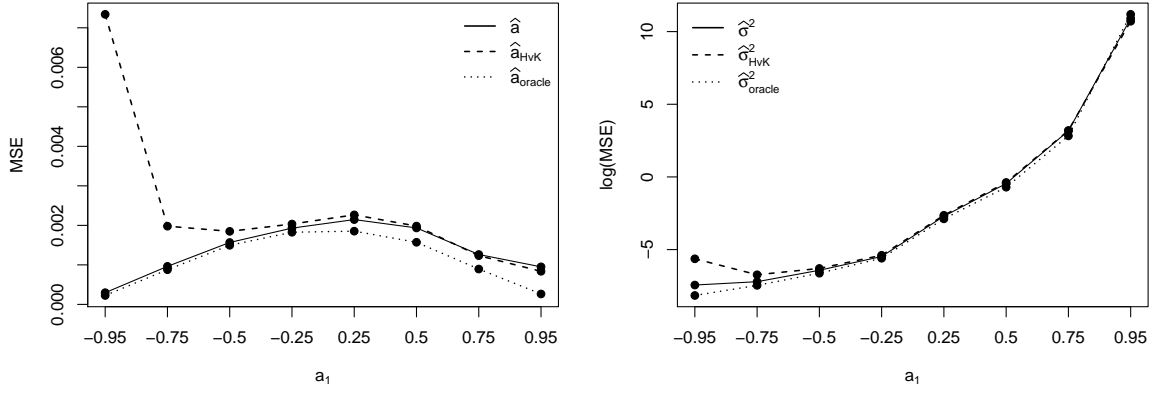 MSE
0.000
0.002
0.004
0.006
−0.95 −0.75 −0.5 −0.25 0.25 0.5 0.75 0.95
a₁
â
â_HvK
â_oracle
log(MSE)
−5
0
5
10
−0.95 −0.75 −0.5 −0.25 0.25 0.5 0.75 0.95
a₁
σ̂²
σ̂²_HvK
σ̂²_oracle